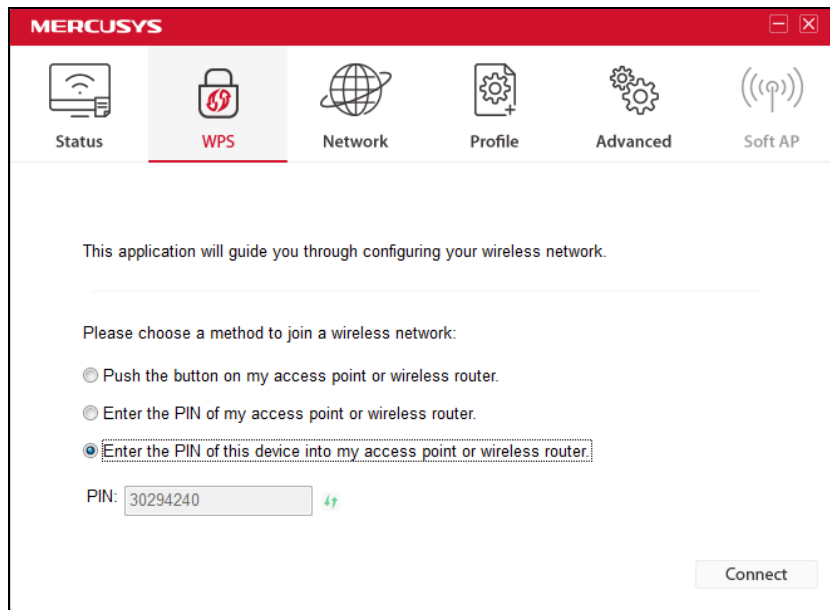 MERCUSYS
Status WPS Network Profile Advanced Soft AP
This application will guide you through configuring your wireless network.
Please choose a method to join a wireless network:
Push the button on my access point or wireless router.
Enter the PIN of my access point or wireless router.
Enter the PIN of this device into my access point or wireless router.
PIN: 30294240
Connect